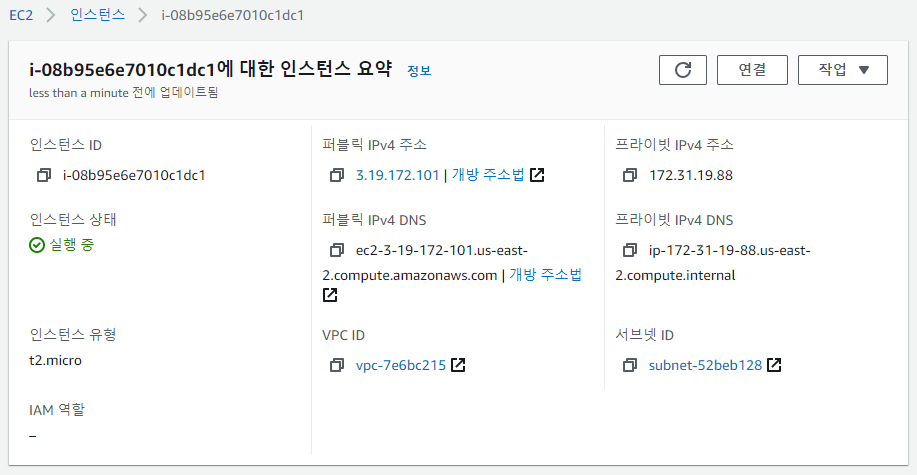 EC2 > 인스턴스 > i-08b95e6e7010c1dc1
i-08b95e6e7010c1dc1에 대한 인스턴스 요약 정보
less than a minute 전에 업데이트됨
연결
작업
인스턴스 ID
i-08b95e6e7010c1dc1
퍼블릭 IPv4 주소
3.19.172.101 | 개방 주소법
프라이빗 IPv4 주소
172.31.19.88
인스턴스 상태
실행 중
퍼블릭 IPv4 DNS
ec2-3-19-172-101.us-east-
2.compute.amazonaws.com | 개방 주소법
프라이빗 IPv4 DNS
ip-172-31-19-88.us-east-
2.compute.internal
인스턴스 유형
t2.micro
VPC ID
vpc-7e6bc215
서브넷 ID
subnet-52beb128
IAM 역할
–